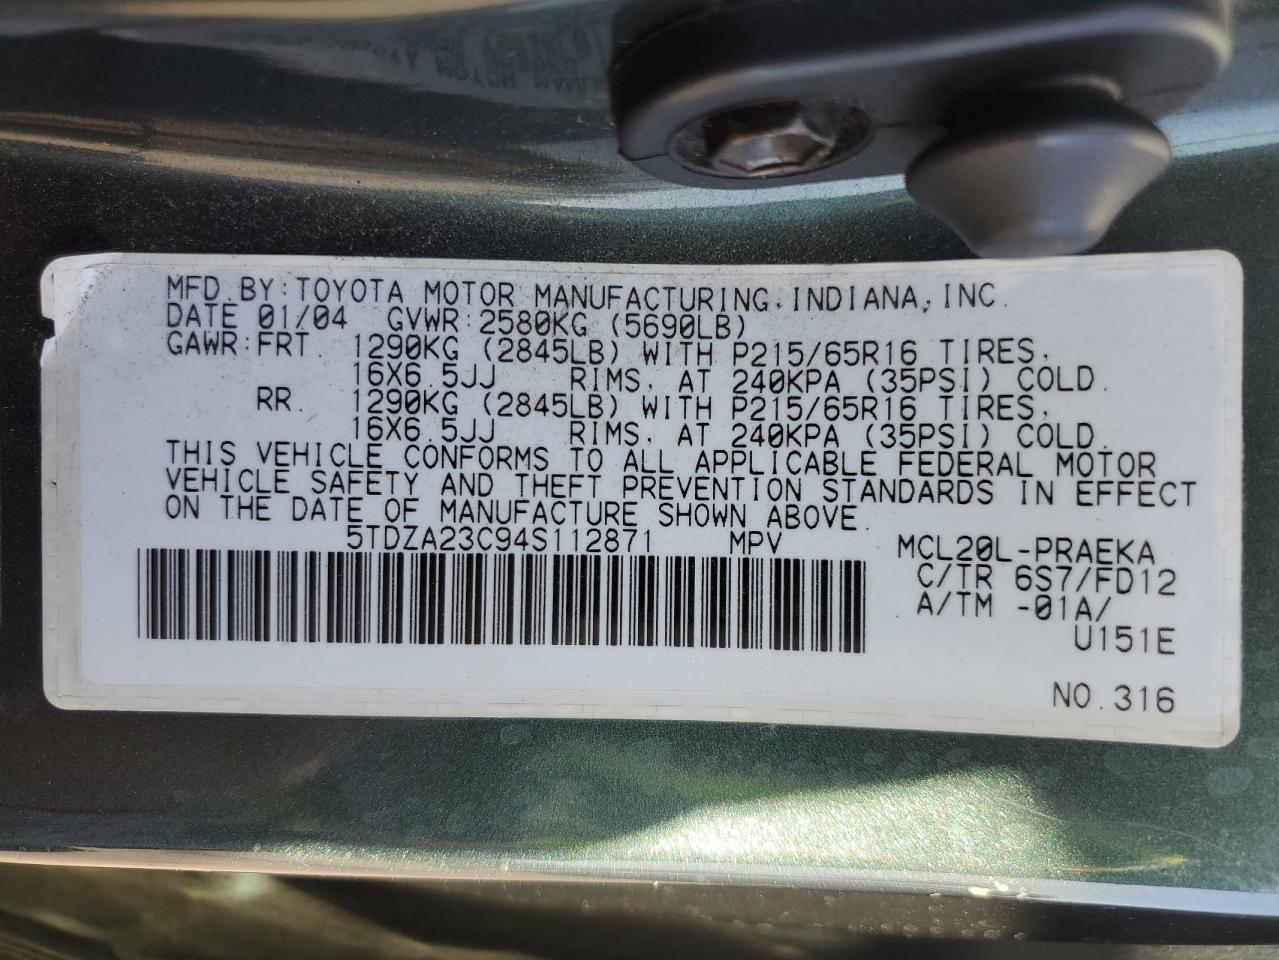 MFD.BY:TOYOTA MOTOR MANUFACTURING,INDIANA,INC.
DATE 01/04 GVWR:2580KG (5690LB)
GAWR:FRT. 1290KG (2845LB) WITH P215/65R16 TIRES,
16X6.5JJ RIMS, AT 240KPA (35PSI) COLD.
RR. 1290KG (2845LB) WITH P215/65R16 TIRES,
16X6.5JJ RIMS, AT 240KPA (35PSI) COLD.
THIS VEHICLE CONFORMS TO ALL APPLICABLE FEDERAL MOTOR
VEHICLE SAFETY AND THEFT PREVENTION STANDARDS IN EFFECT
ON THE DATE OF MANUFACTURE SHOWN ABOVE.
5TDZA23C94S112871 MPV
MCL20L-PRAEKA
C/TR 6S7/FD12
A/TM -01A/
U151E
NO.316